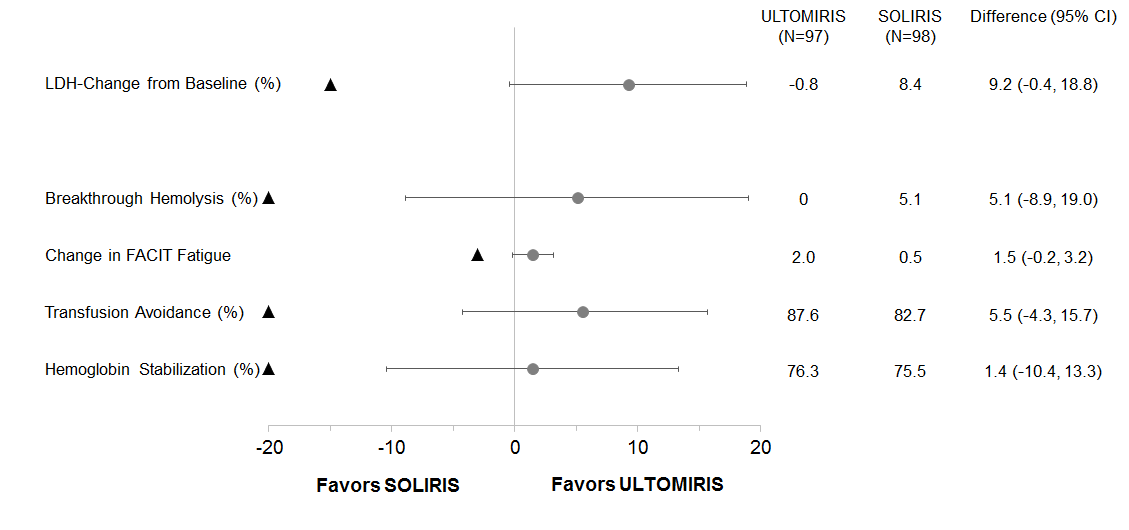 ULTOMIRIS SOLIRIS Difference (95% CI)
(N=97) (N=98)
LDH-Change from Baseline (%) -0.8 8.4 9.2 (-0.4, 18.8)
Breakthrough Hemolysis (%) 0 5.1 5.1 (-8.9, 19.0)
Change in FACIT Fatigue 2.0 0.5 1.5 (-0.2, 3.2)
Transfusion Avoidance (%) 87.6 82.7 5.5 (-4.3, 15.7)
Hemoglobin Stabilization (%) 76.3 75.5 1.4 (-10.4, 13.3)
-20 -10 0 10 20
Favors SOLIRIS Favors ULTOMIRIS